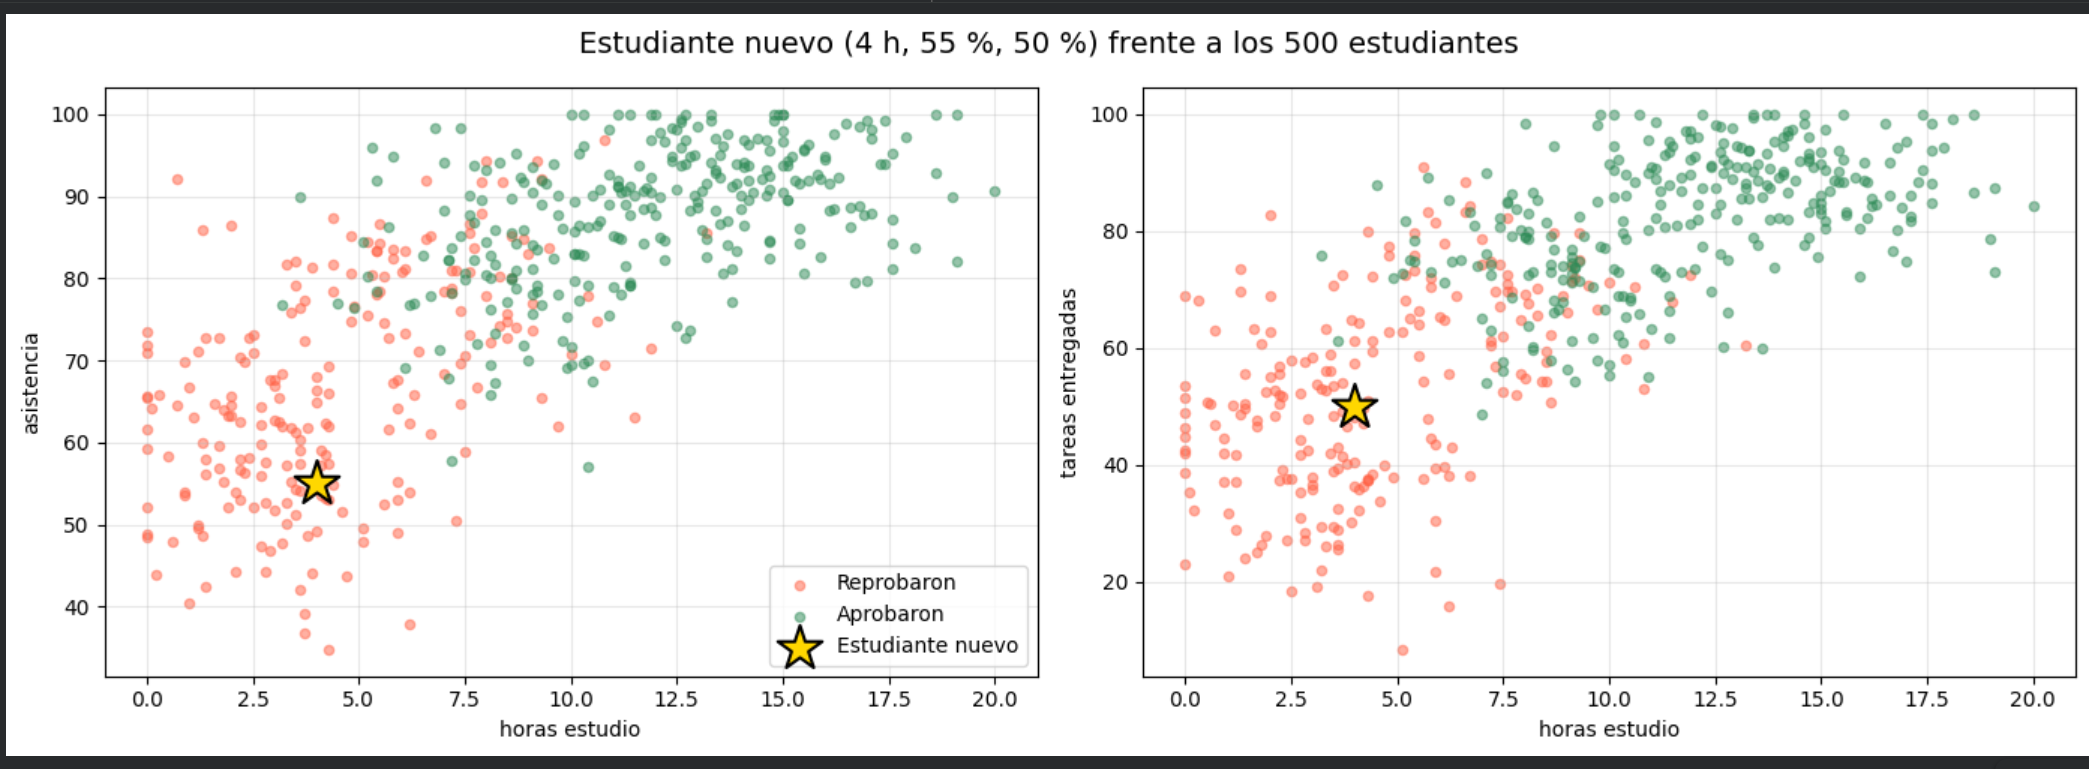 Estudiante nuevo (4 h, 55 %, 50 %) frente a los 500 estudiantes
100
90
80
70
60
50
40
asistencia
0.0 2.5 5.0 7.5 10.0 12.5 15.0 17.5 20.0
horas estudio
Reprobaron
Aprobaron
Estudiante nuevo
100
80
60
40
20
tareas entregadas
0.0 2.5 5.0 7.5 10.0 12.5 15.0 17.5 20.0
horas estudio